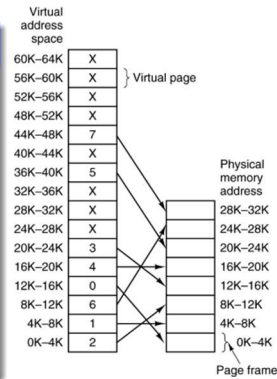 Virtual
address
space
60K–64K X
56K–60K X Virtual page
52K–56K X
48K–52K X
44K–48K 7
40K–44K X
36K–40K 5
32K–36K X
28K–32K X
24K–28K X
20K–24K 3
16K–20K 4
12K–16K 0
8K–12K 6
4K–8K 1
0K–4K 2
Physical
memory
address
28K–32K
24K–28K
20K–24K
16K–20K
12K–16K
8K–12K
4K–8K
0K–4K
Page frame